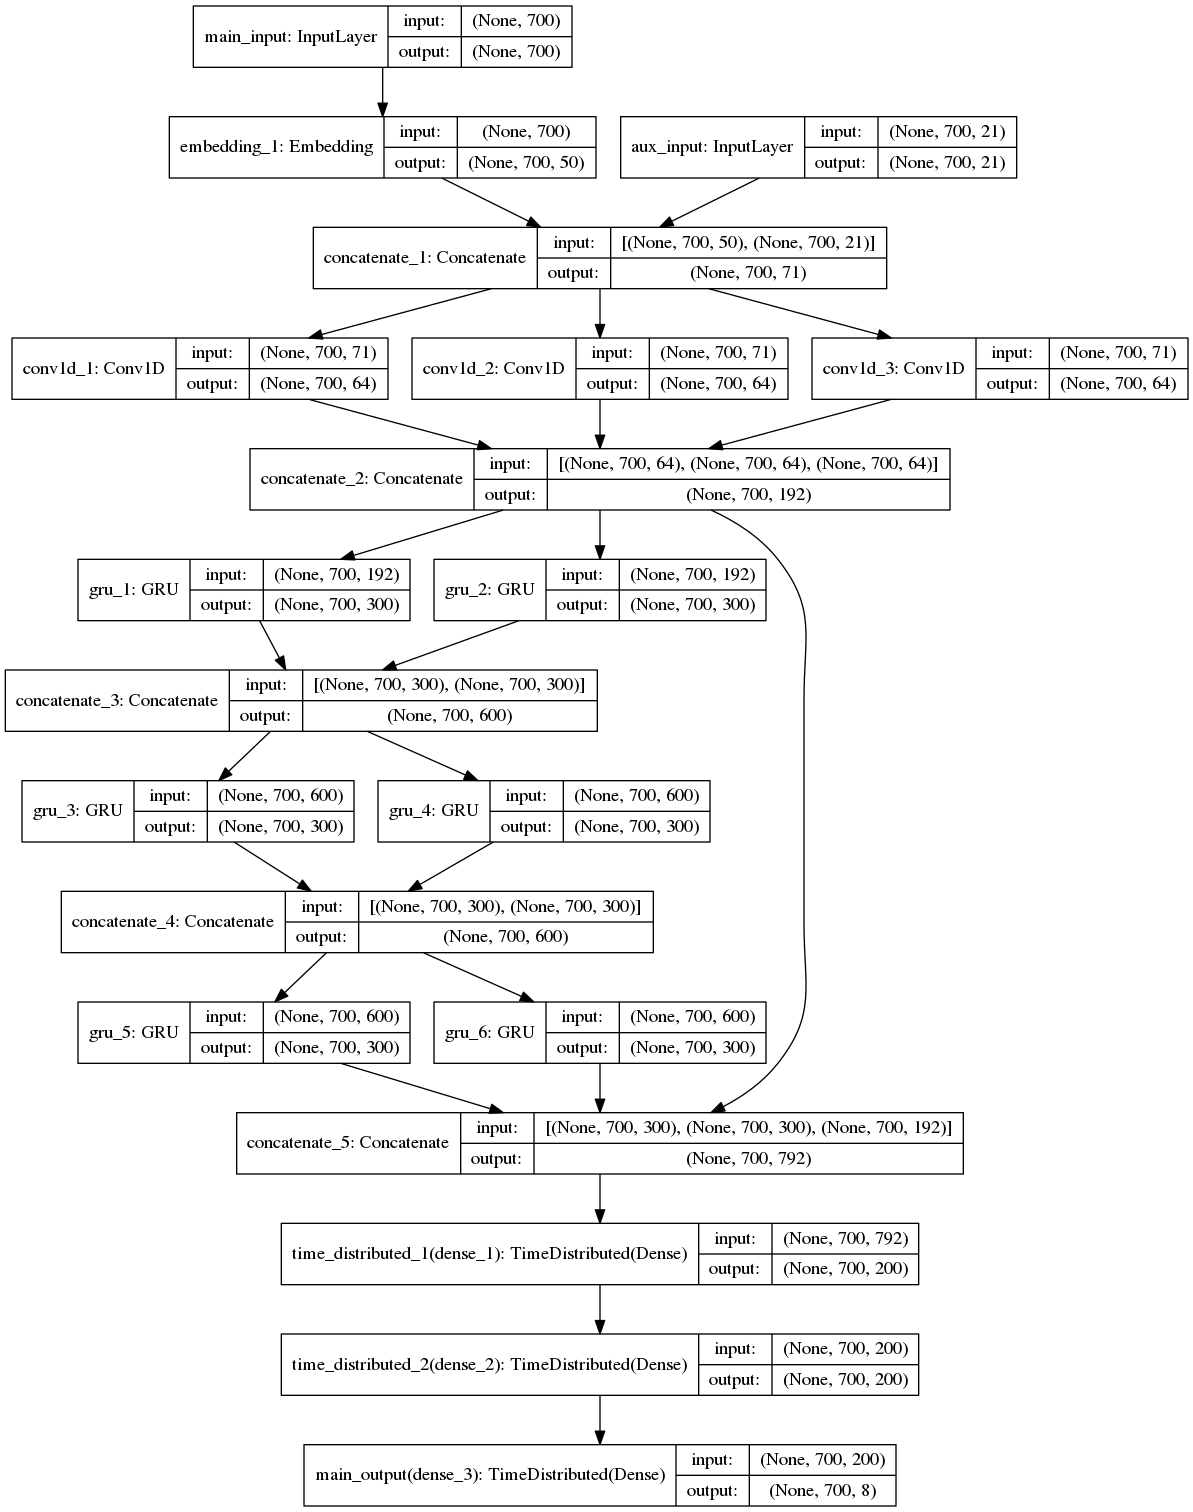 main_input: InputLayer
input: (None, 700)
output: (None, 700)
embedding_1: Embedding
input: (None, 700)
output: (None, 700, 50)
aux_input: InputLayer
input: (None, 700, 21)
output: (None, 700, 21)
concatenate_1: Concatenate
input: [(None, 700, 50), (None, 700, 21)]
output: (None, 700, 71)
conv1d_1: Conv1D
input: (None, 700, 71)
output: (None, 700, 64)
conv1d_2: Conv1D
input: (None, 700, 71)
output: (None, 700, 64)
conv1d_3: Conv1D
input: (None, 700, 71)
output: (None, 700, 64)
concatenate_2: Concatenate
input: [(None, 700, 64), (None, 700, 64), (None, 700, 64)]
output: (None, 700, 192)
gru_1: GRU
input: (None, 700, 192)
output: (None, 700, 300)
gru_2: GRU
input: (None, 700, 192)
output: (None, 700, 300)
concatenate_3: Concatenate
input: [(None, 700, 300), (None, 700, 300)]
output: (None, 700, 600)
gru_3: GRU
input: (None, 700, 600)
output: (None, 700, 300)
gru_4: GRU
input: (None, 700, 600)
output: (None, 700, 300)
concatenate_4: Concatenate
input: [(None, 700, 300), (None, 700, 300)]
output: (None, 700, 600)
gru_5: GRU
input: (None, 700, 600)
output: (None, 700, 300)
gru_6: GRU
input: (None, 700, 600)
output: (None, 700, 300)
concatenate_5: Concatenate
input: [(None, 700, 300), (None, 700, 300), (None, 700, 192)]
output: (None, 700, 792)
time_distributed_1(dense_1): TimeDistributed(Dense)
input: (None, 700, 792)
output: (None, 700, 200)
time_distributed_2(dense_2): TimeDistributed(Dense)
input: (None, 700, 200)
output: (None, 700, 200)
main_output(dense_3): TimeDistributed(Dense)
input: (None, 700, 200)
output: (None, 700, 8)